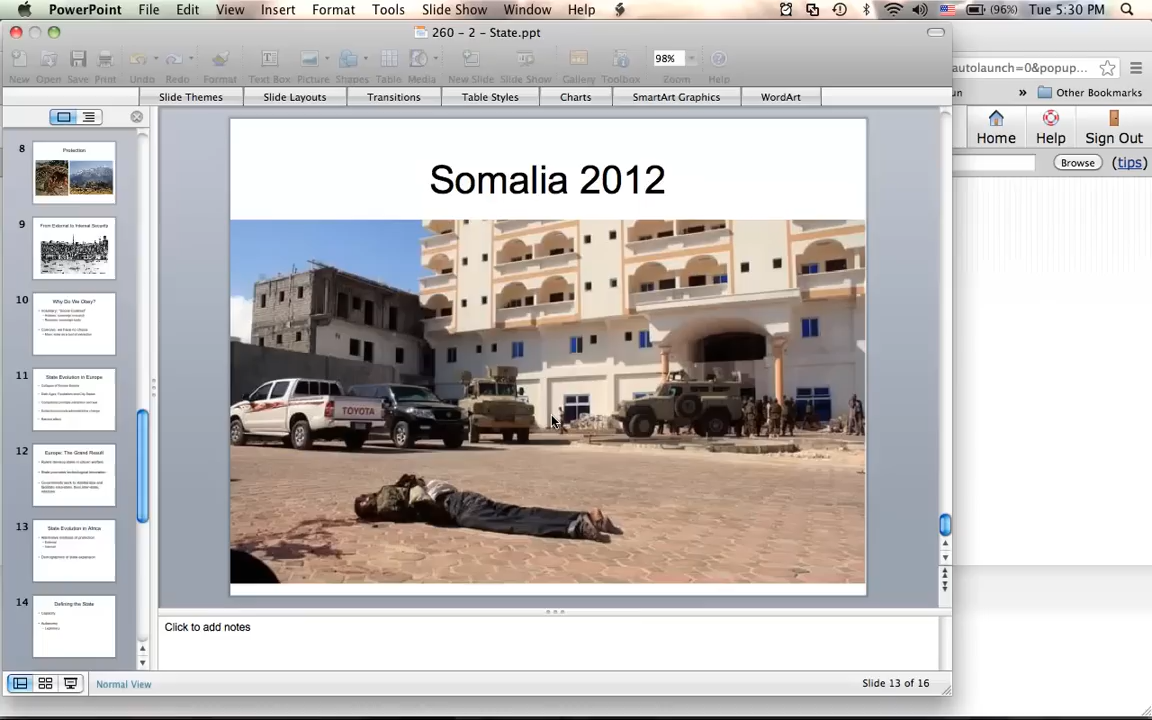 PowerPoint File Edit View Insert Format Tools Slide Show Window Help (96%) Tue 5:30 PM
260 - 2 - State.ppt
New Open Save Print Undo Redo Format Text Box Picture Shapes Table Media New Slide Slide Show 98% Zoom Gallery Toolbox Help
Slide Themes Slide Layouts Transitions Table Styles Charts SmartArt Graphics WordArt
autolaunch=0&popup...
» Other Bookmarks
Home Help Sign Out
Browse (tips)
8
Protection
9
From External to Internal Security
10
Why Do We Obey?
11
State Evolution in Europe
12
Europe: The Grand Result
13
State Evolution in Africa
14
Defining the State
Somalia 2012
TOYOTA
Click to add notes
Normal View
Slide 13 of 16